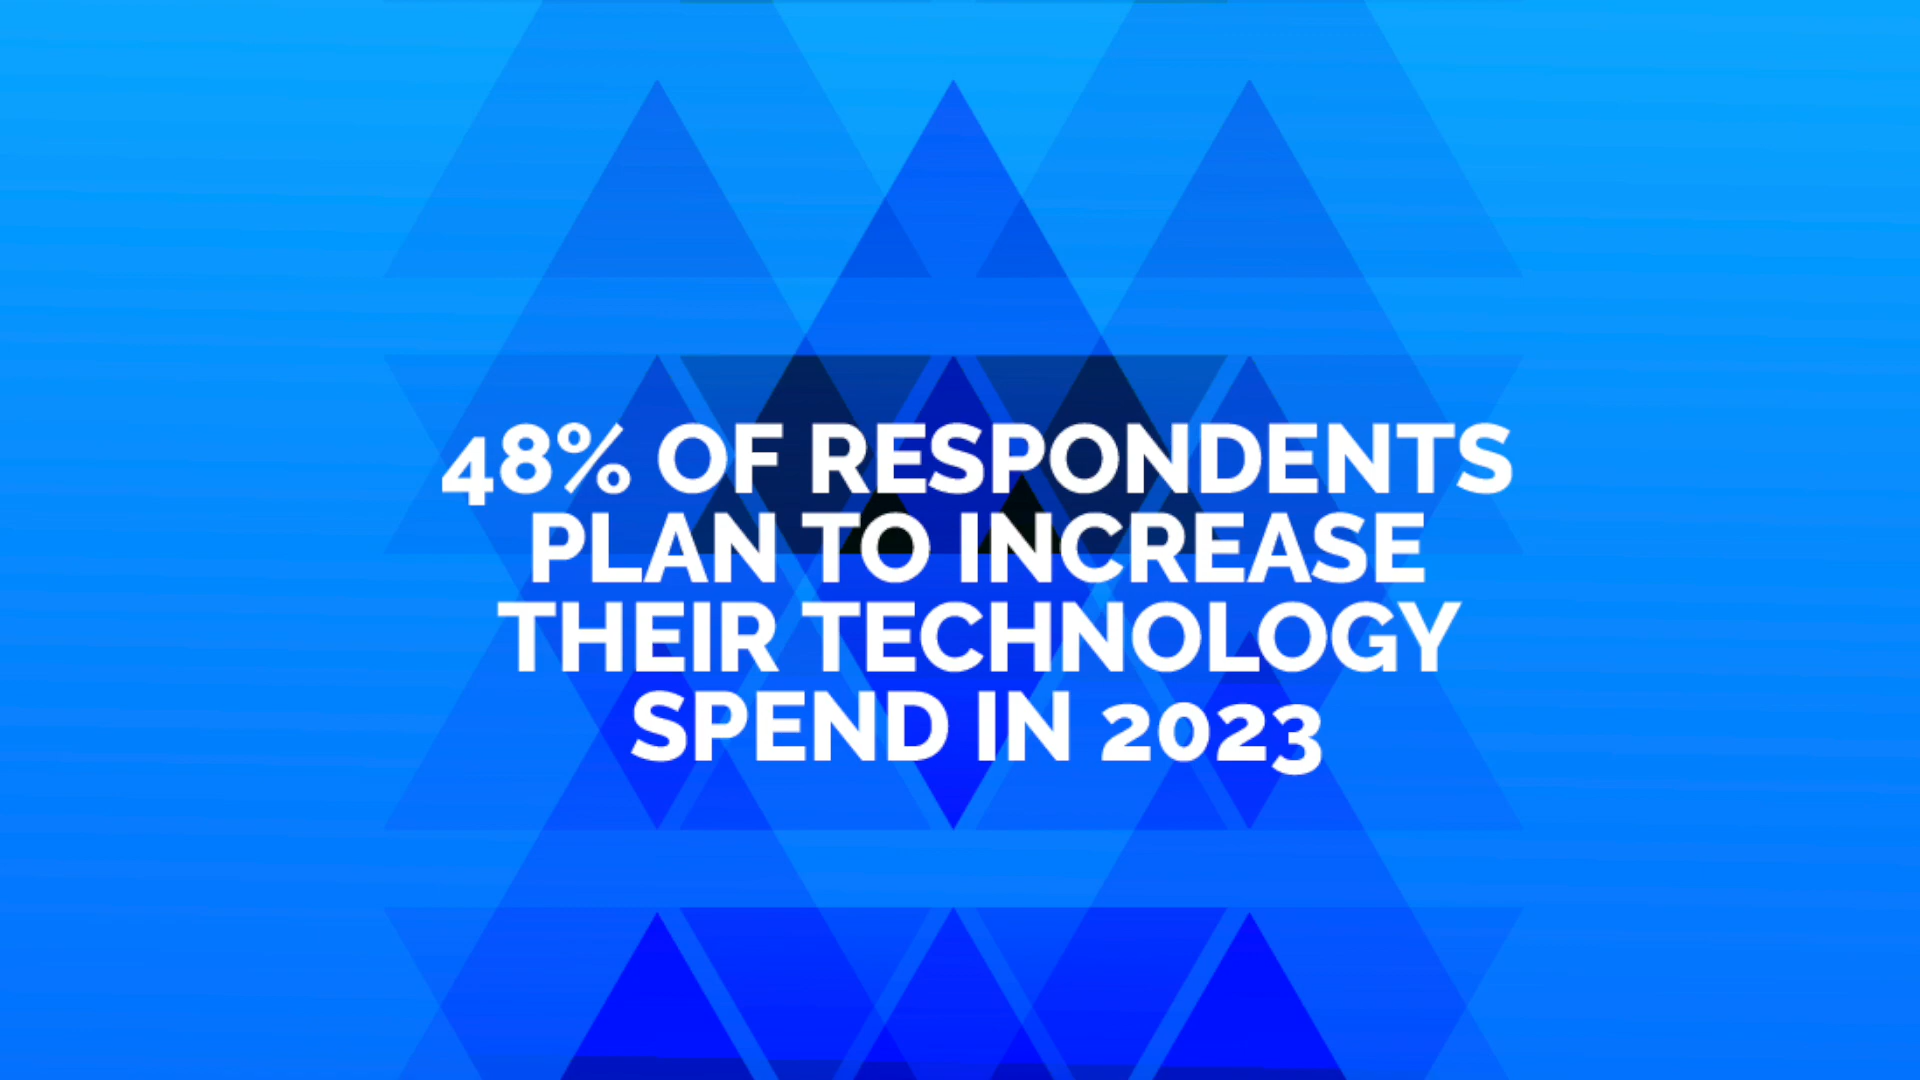 48% OF RESPONDENTS
PLAN TO INCREASE
THEIR TECHNOLOGY
SPEND IN 2023